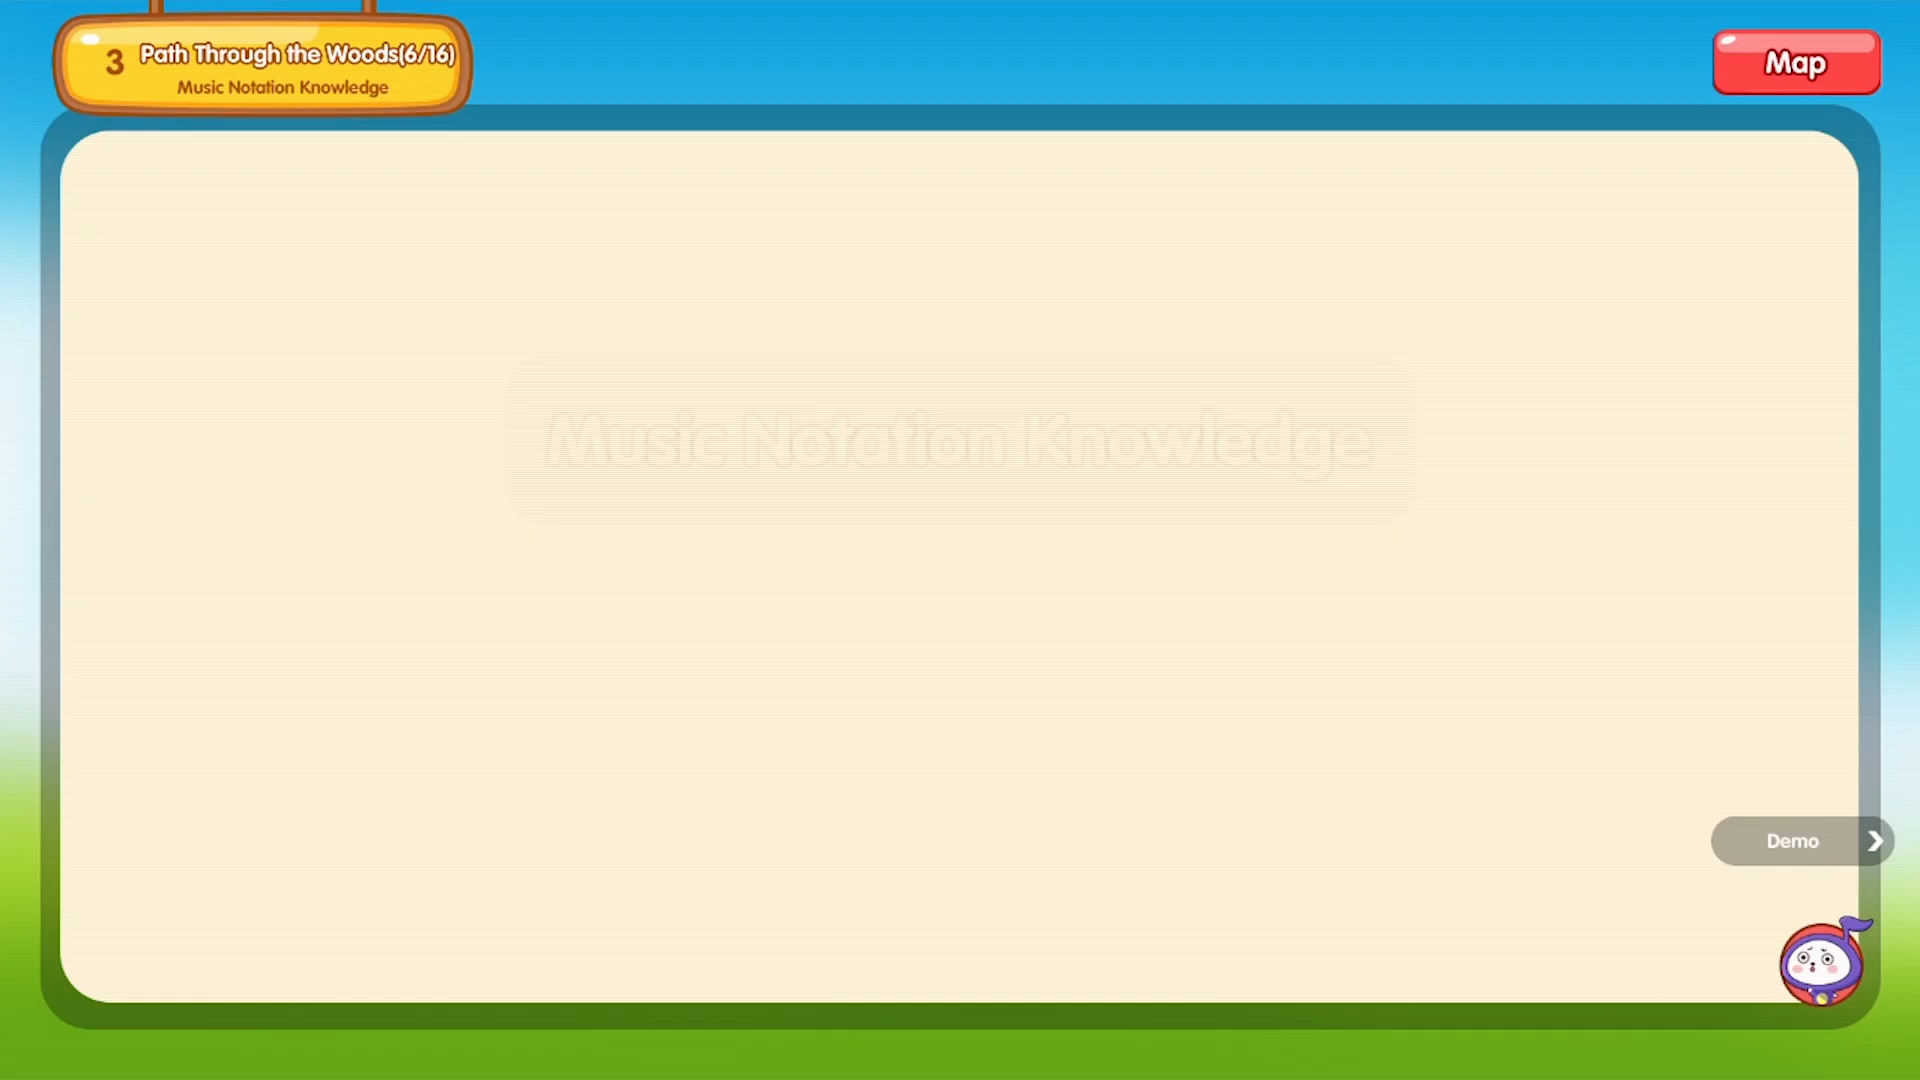 3 Path Through the Woods(6/16)
Music Notation Knowledge
Map
Music Notation Knowledge
Demo